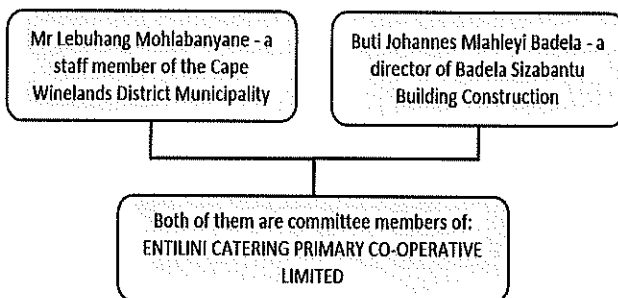 Mr Lebuhang Mohlabanyane - a
staff member of the Cape
Winelands District Municipality
Buti Johannes Mlahleyi Badela - a
director of Badela Sizabantu
Building Construction
Both of them are committee members of:
ENTILINI CATERING PRIMARY CO-OPERATIVE
LIMITED